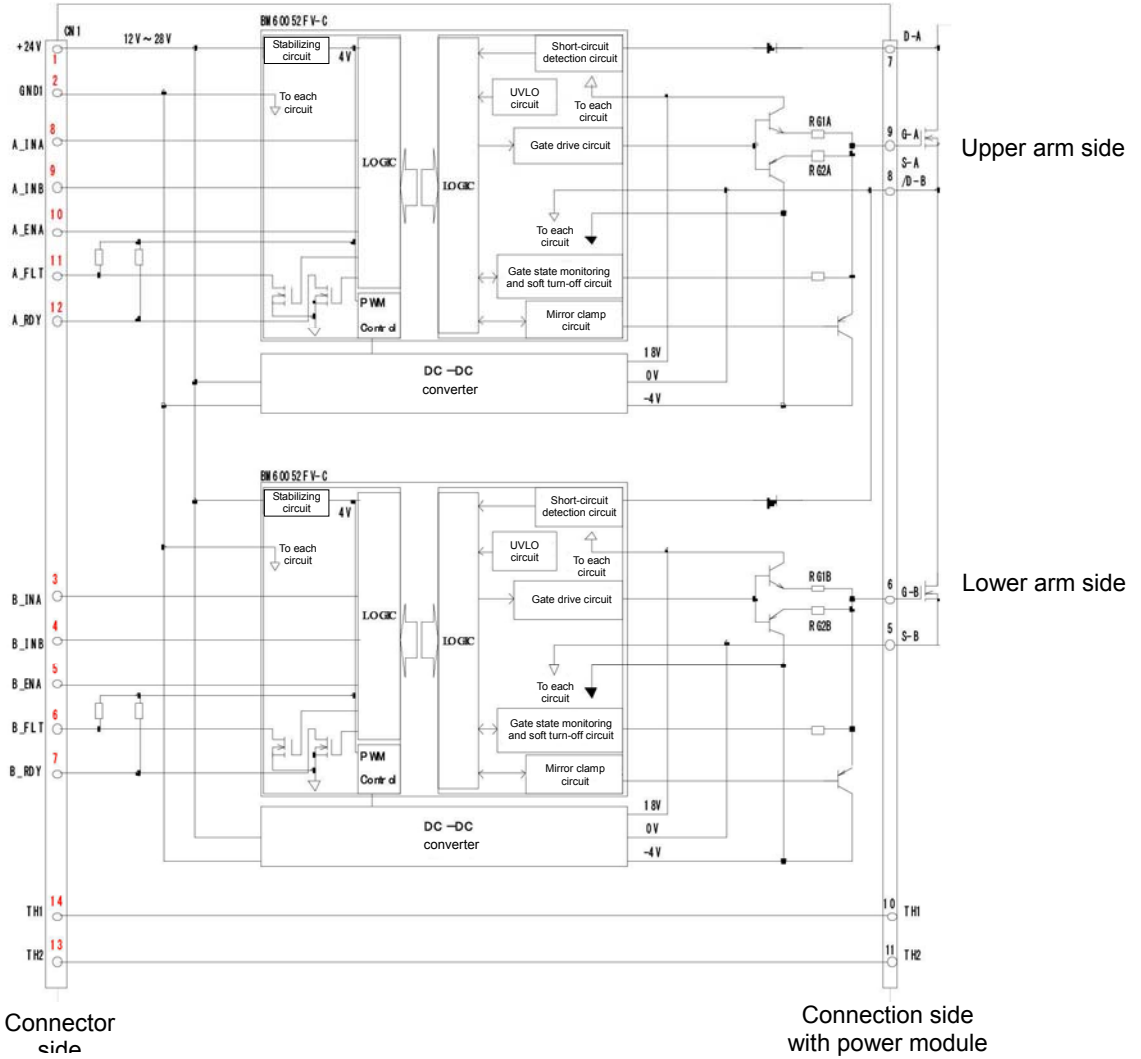 CN1
12V～28V
BM60052FV-C
+24V
1
Stabilizing
circuit
4V
Short-circuit
detection circuit
D-A
7
2
GND1
To each
circuit
UVLO
circuit
To each
circuit
8
A_INA
LOGIC
LOGIC
Gate drive circuit
RG1A
RG2A
9
G-A
Upper arm side
S-A
/D-B
8
9
A_INB
10
A_ENA
To each
circuit
11
A_FLT
Gate state monitoring
and soft turn-off circuit
12
A_RDY
PWM
Control
Mirror clamp
circuit
DC-DC
converter
18V
0V
-4V
BM60052FV-C
Stabilizing
circuit
4V
Short-circuit
detection circuit
To each
circuit
UVLO
circuit
To each
circuit
3
B_INA
LOGIC
LOGIC
Gate drive circuit
RG1B
RG2B
6
G-B
Lower arm side
4
B_INB
5
S-B
5
B_ENA
To each
circuit
6
B_FLT
Gate state monitoring
and soft turn-off circuit
7
B_RDY
PWM
Control
Mirror clamp
circuit
DC-DC
converter
18V
0V
-4V
14
TH1
10
TH1
13
TH2
11
TH2
Connector
side
Connection side
with power module